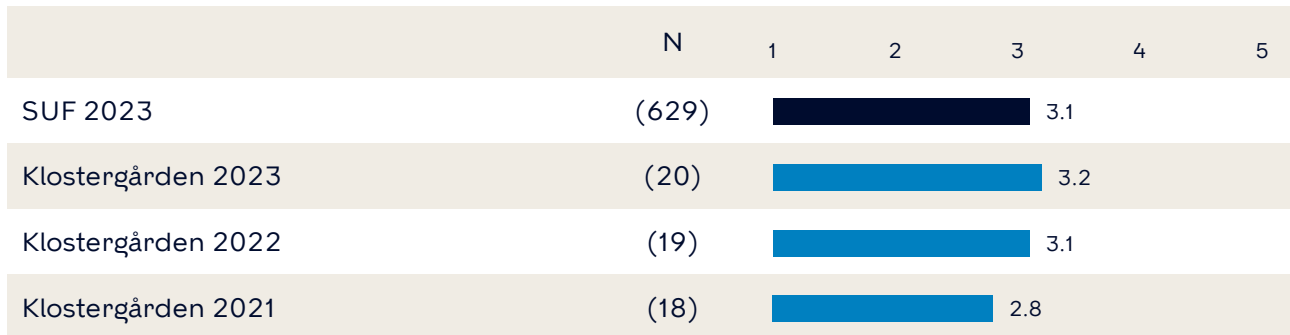 N 1 2 3 4 5
SUF 2023 (629) 3.1
Klostergården 2023 (20) 3.2
Klostergården 2022 (19) 3.1
Klostergården 2021 (18) 2.8